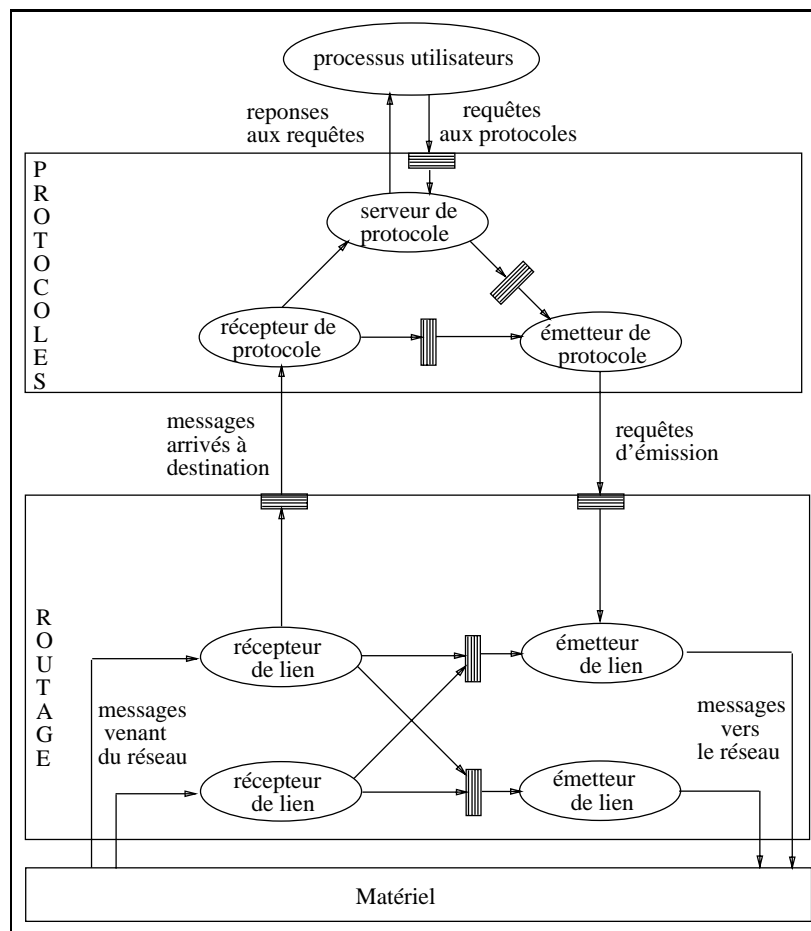 processus utilisateurs
reponses
aux requêtes
requêtes
aux protocoles
PROTOCOLES
serveur de
protocole
récepteur de
protocole
émetteur de
protocole
messages
arrivés à
destination
requêtes
d'émission
ROUTAGE
récepteur
de lien
émetteur
de lien
messages
venant
du réseau
messages
vers
le réseau
récepteur
de lien
émetteur
de lien
Matériel